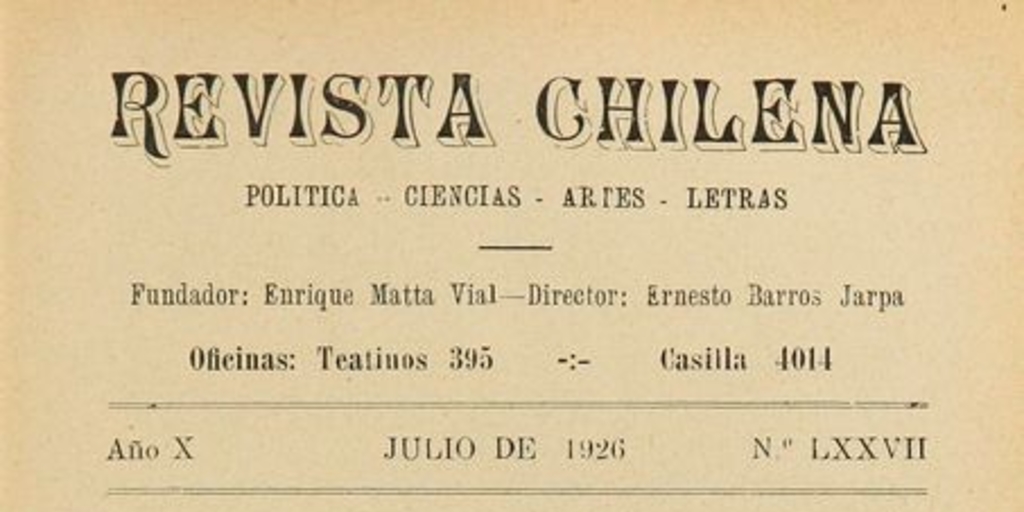 REVISTA CHILENA
POLITICA - CIENCIAS - ARTES - LETRAS
Fundador: Enrique Matta Vial—Director: Ernesto Barros Jarpa
Oficinas: Teatinos 395 -:- Casilla 4014
Año X JULIO DE 1926 N.º LXXVII